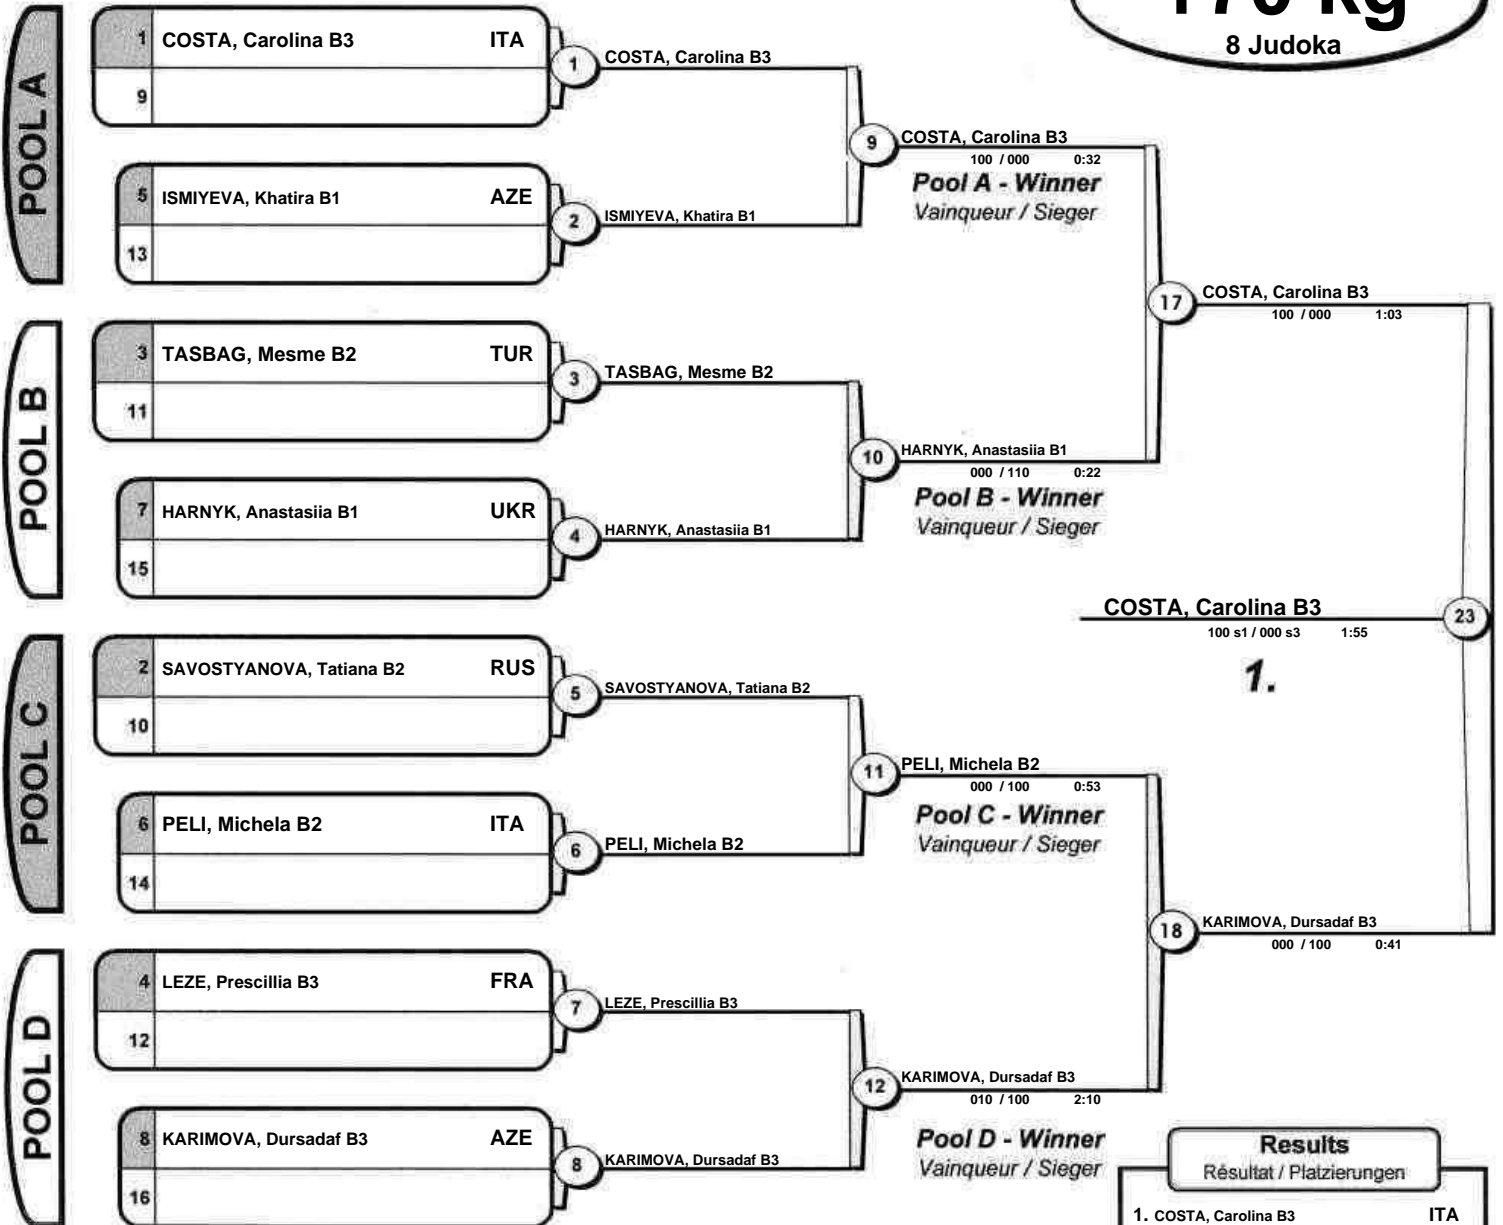 +70 kg
8 Judoka
POOL A
1 COSTA, Carolina B3 ITA
9
1
COSTA, Carolina B3
5 ISMIYEVA, Khatira B1 AZE
13
2
ISMIYEVA, Khatira B1
9
COSTA, Carolina B3
100 / 000 0:32
Pool A - Winner
Vainqueur / Sieger
POOL B
3 TASBAG, Mesme B2 TUR
11
3
TASBAG, Mesme B2
7 HARNYK, Anastasiia B1 UKR
15
4
HARNYK, Anastasiia B1
10
HARNYK, Anastasiia B1
000 / 110 0:22
Pool B - Winner
Vainqueur / Sieger
17
COSTA, Carolina B3
100 / 000 1:03
COSTA, Carolina B3
100 s1 / 000 s3 1:55
23
1.
POOL C
2 SAVOSTYANOVA, Tatiana B2 RUS
10
5
SAVOSTYANOVA, Tatiana B2
6 PELI, Michela B2 ITA
14
6
PELI, Michela B2
11
PELI, Michela B2
000 / 100 0:53
Pool C - Winner
Vainqueur / Sieger
18
KARIMOVA, Dursadaf B3
000 / 100 0:41
POOL D
4 LEZE, Prescillia B3 FRA
12
7
LEZE, Prescillia B3
8 KARIMOVA, Dursadaf B3 AZE
16
8
KARIMOVA, Dursadaf B3
12
KARIMOVA, Dursadaf B3
010 / 100 2:10
Pool D - Winner
Vainqueur / Sieger
Results
Résultat / Platzierungen
1. COSTA, Carolina B3 ITA